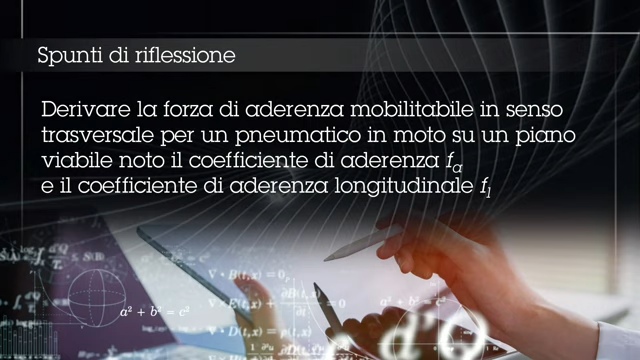 Spunti di riflessione
Derivare la forza di aderenza mobilitabile in senso
trasversale per un pneumatico in moto su un piano
viabile noto il coefficiente di aderenza fa
e il coefficiente di aderenza longitudinale fl
∇ • B(t,x) = 0,
a² + b² = c²